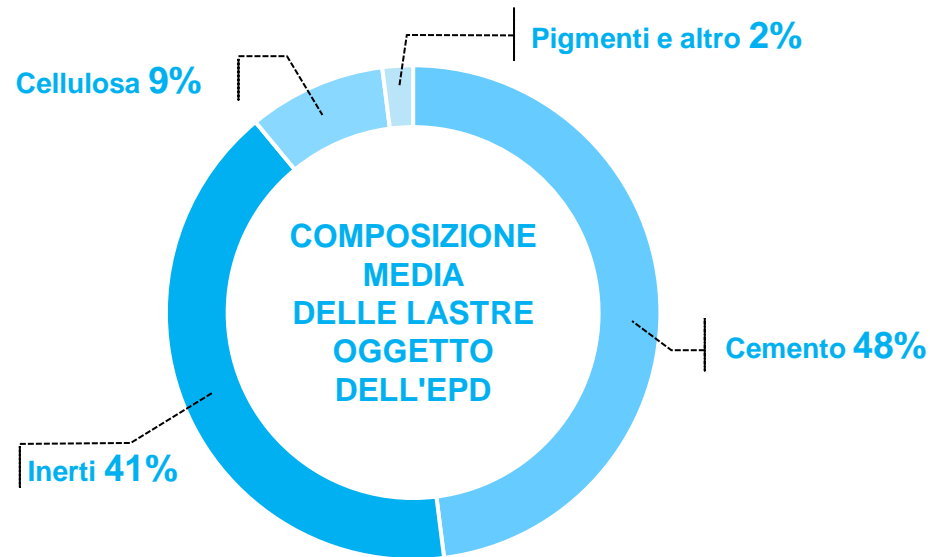 Pigmenti e altro 2%
Cellulosa 9%
COMPOSIZIONE
MEDIA
DELLE LASTRE
OGGETTO
DELL'EPD
Cemento 48%
Inerti 41%